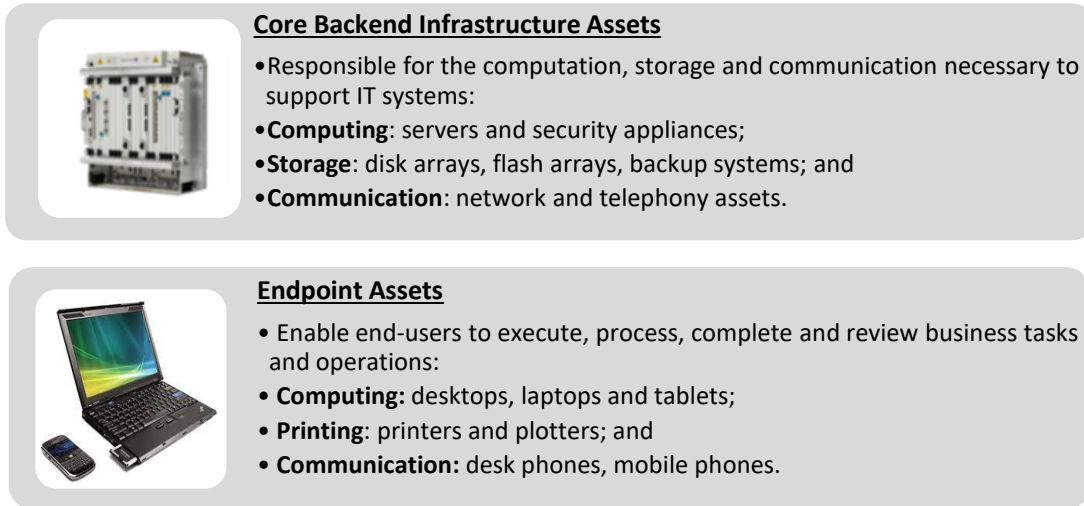 Core Backend Infrastructure Assets
•Responsible for the computation, storage and communication necessary to
support IT systems:
•Computing: servers and security appliances;
•Storage: disk arrays, flash arrays, backup systems; and
•Communication: network and telephony assets.
Endpoint Assets
• Enable end-users to execute, process, complete and review business tasks
and operations:
• Computing: desktops, laptops and tablets;
• Printing: printers and plotters; and
• Communication: desk phones, mobile phones.